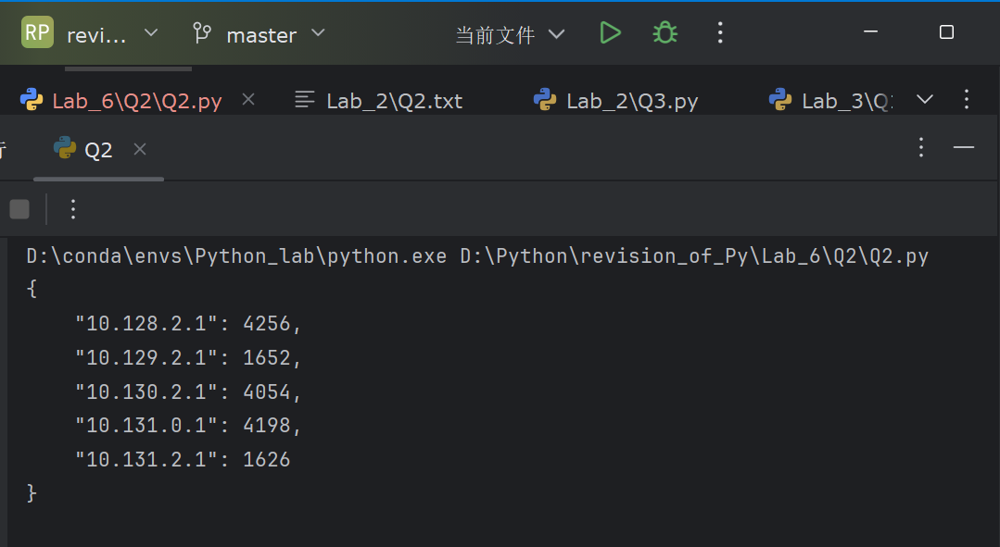 RP revi... master 当前文件
Lab_6\Q2\Q2.py Lab_2\Q2.txt Lab_2\Q3.py Lab_3\Q
Q2
D:\conda\envs\Python_lab\python.exe D:\Python\revision_of_Py\Lab_6\Q2\Q2.py
{
"10.128.2.1": 4256,
"10.129.2.1": 1652,
"10.130.2.1": 4054,
"10.131.0.1": 4198,
"10.131.2.1": 1626
}